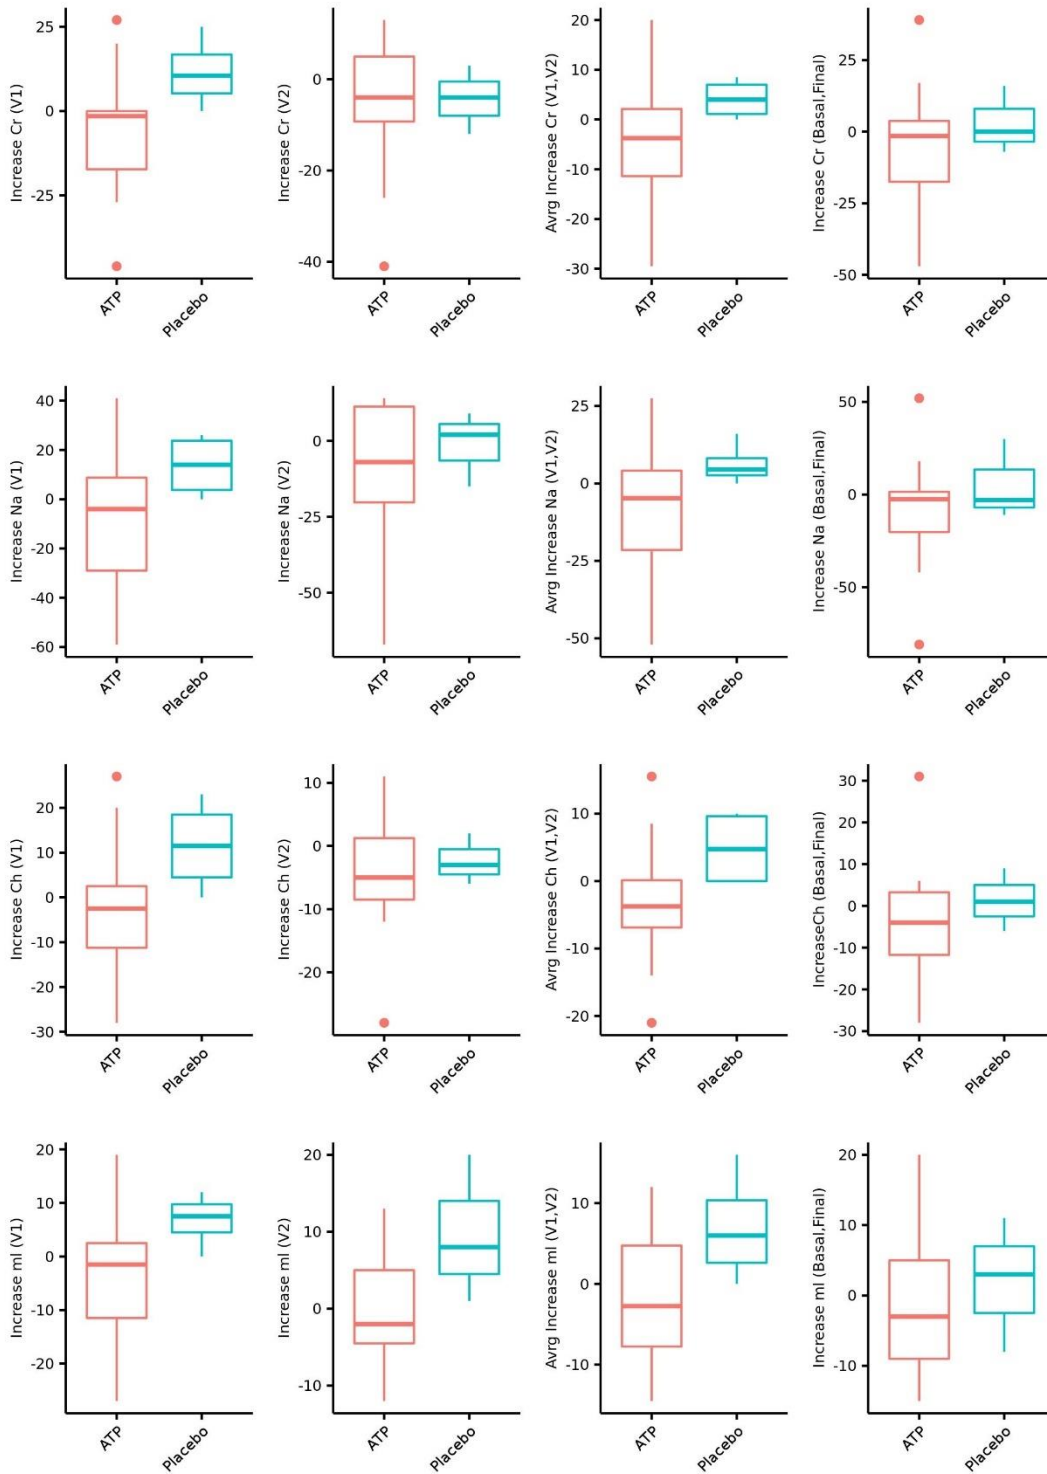 Increase Cr (V1)
25
0
-25
ATP
Placebo
Increase Cr (V2)
0
-20
-40
ATP
Placebo
Avrg Increase Cr (V1,V2)
20
10
0
-10
-20
-30
ATP
Placebo
Increase Cr (Basal,Final)
25
0
-25
-50
ATP
Placebo
Increase Na (V1)
40
20
0
-20
-40
-60
ATP
Placebo
Increase Na (V2)
0
-25
-50
ATP
Placebo
Avrg Increase Na (V1,V2)
25
0
-25
-50
ATP
Placebo
Increase Na (Basal,Final)
50
0
-50
ATP
Placebo
Increase Ch (V1)
20
10
0
-10
-20
-30
ATP
Placebo
Increase Ch (V2)
10
0
-10
-20
ATP
Placebo
Avrg Increase Ch (V1,V2)
10
0
-10
-20
ATP
Placebo
IncreaseCh (Basal,Final)
30
20
10
0
-10
-20
-30
ATP
Placebo
Increase ml (V1)
20
10
0
-10
-20
ATP
Placebo
Increase ml (V2)
20
10
0
-10
ATP
Placebo
Avrg Increase ml (V1,V2)
10
0
-10
ATP
Placebo
Increase ml (Basal,Final)
20
10
0
-10
ATP
Placebo